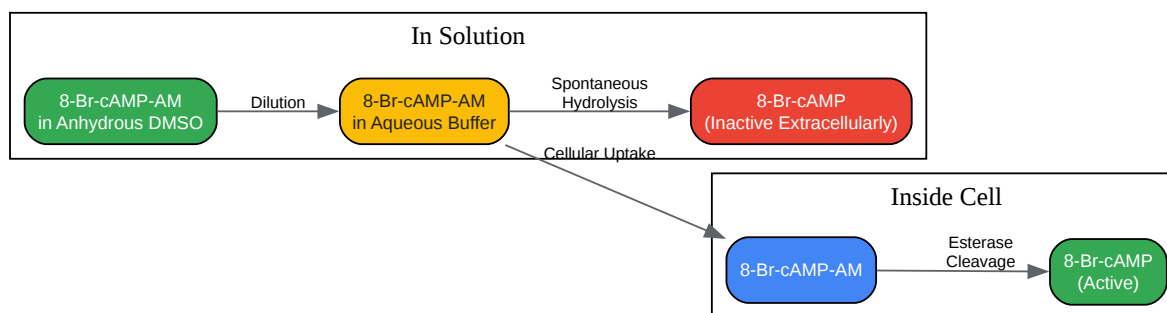 In Solution
8-Br-cAMP-AM
in Anhydrous DMSO
Dilution
8-Br-cAMP-AM
in Aqueous Buffer
Spontaneous
Hydrolysis
8-Br-cAMP
(Inactive Extracellularly)
Cellular Uptake
Inside Cell
8-Br-cAMP-AM
Esterase
Cleavage
8-Br-cAMP
(Active)